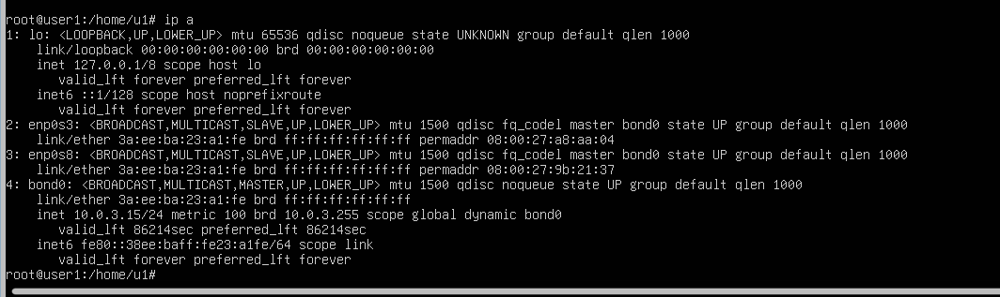 root@user1:/home/u1# ip a
1: lo: <LOOPBACK,UP,LOWER_UP> mtu 65536 qdisc noqueue state UNKNOWN group default qlen 1000
    link/loopback 00:00:00:00:00:00 brd 00:00:00:00:00:00
    inet 127.0.0.1/8 scope host lo
       valid_lft forever preferred_lft forever
    inet6 ::1/128 scope host noprefixroute
       valid_lft forever preferred_lft forever
2: enp0s3: <BROADCAST,MULTICAST,SLAVE,UP,LOWER_UP> mtu 1500 qdisc fq_codel master bond0 state UP group default qlen 1000
    link/ether 3a:ee:ba:23:a1:fe brd ff:ff:ff:ff:ff:ff permaddr 08:00:27:a8:aa:04
3: enp0s8: <BROADCAST,MULTICAST,SLAVE,UP,LOWER_UP> mtu 1500 qdisc fq_codel master bond0 state UP group default qlen 1000
    link/ether 3a:ee:ba:23:a1:fe brd ff:ff:ff:ff:ff:ff permaddr 08:00:27:9b:21:37
4: bond0: <BROADCAST,MULTICAST,MASTER,UP,LOWER_UP> mtu 1500 qdisc noqueue state UP group default qlen 1000
    link/ether 3a:ee:ba:23:a1:fe brd ff:ff:ff:ff:ff:ff
    inet 10.0.3.15/24 metric 100 brd 10.0.3.255 scope global dynamic bond0
       valid_lft 86214sec preferred_lft 86214sec
    inet6 fe80::38ee:baff:fe23:a1fe/64 scope link
       valid_lft forever preferred_lft forever
root@user1:/home/u1#